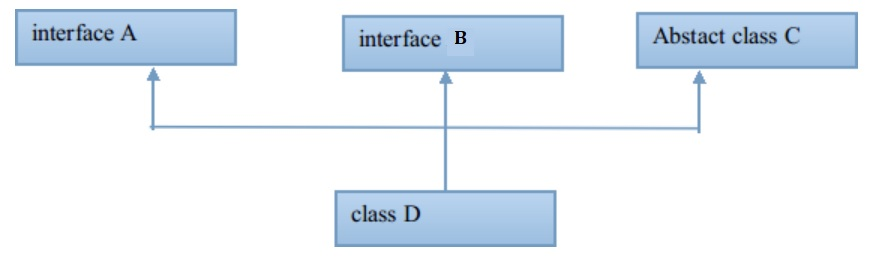 interface A
interface B
Abstact class C
class D